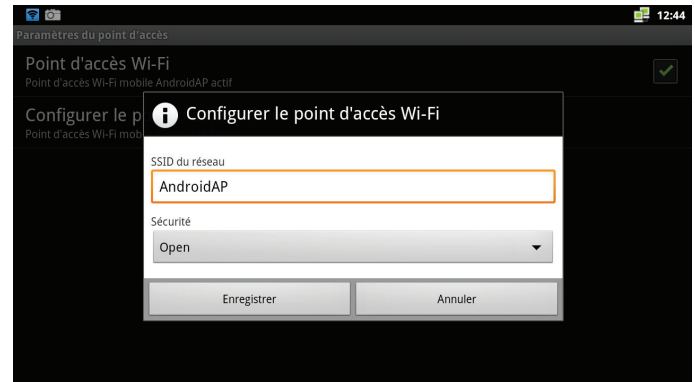 12:44
Paramètres du point d'accès
Point d'accès Wi-Fi
Point d'accès Wi-Fi mobile AndroidAP actif
Configurer le p
Point d'accès Wi-Fi mob
Configurer le point d'accès Wi-Fi
SSID du réseau
AndroidAP
Sécurité
Open
Enregistrer Annuler